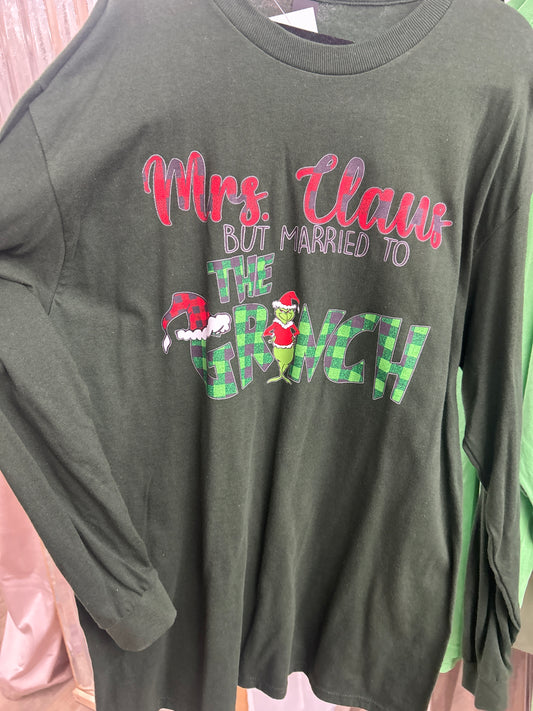 Mrs. Claus
BUT MARRIED TO
THE
GRINCH